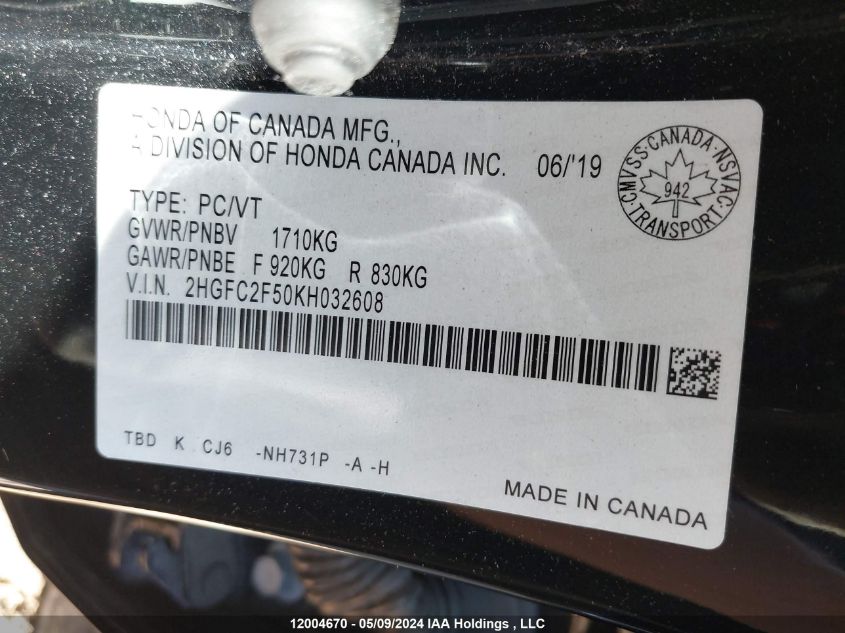 HONDA OF CANADA MFG.,
A DIVISION OF HONDA CANADA INC. 06/'19
CMVSS·CANADA·NSVAC·TRANSPORT·
942
TYPE: PC/VT
GVWR/PNBV 1710KG
GAWR/PNBE F 920KG R 830KG
V.I.N. 2HGFC2F50KH032608
TBD K CJ6 -NH731P -A -H
MADE IN CANADA
12004670 - 05/09/2024 IAA Holdings , LLC